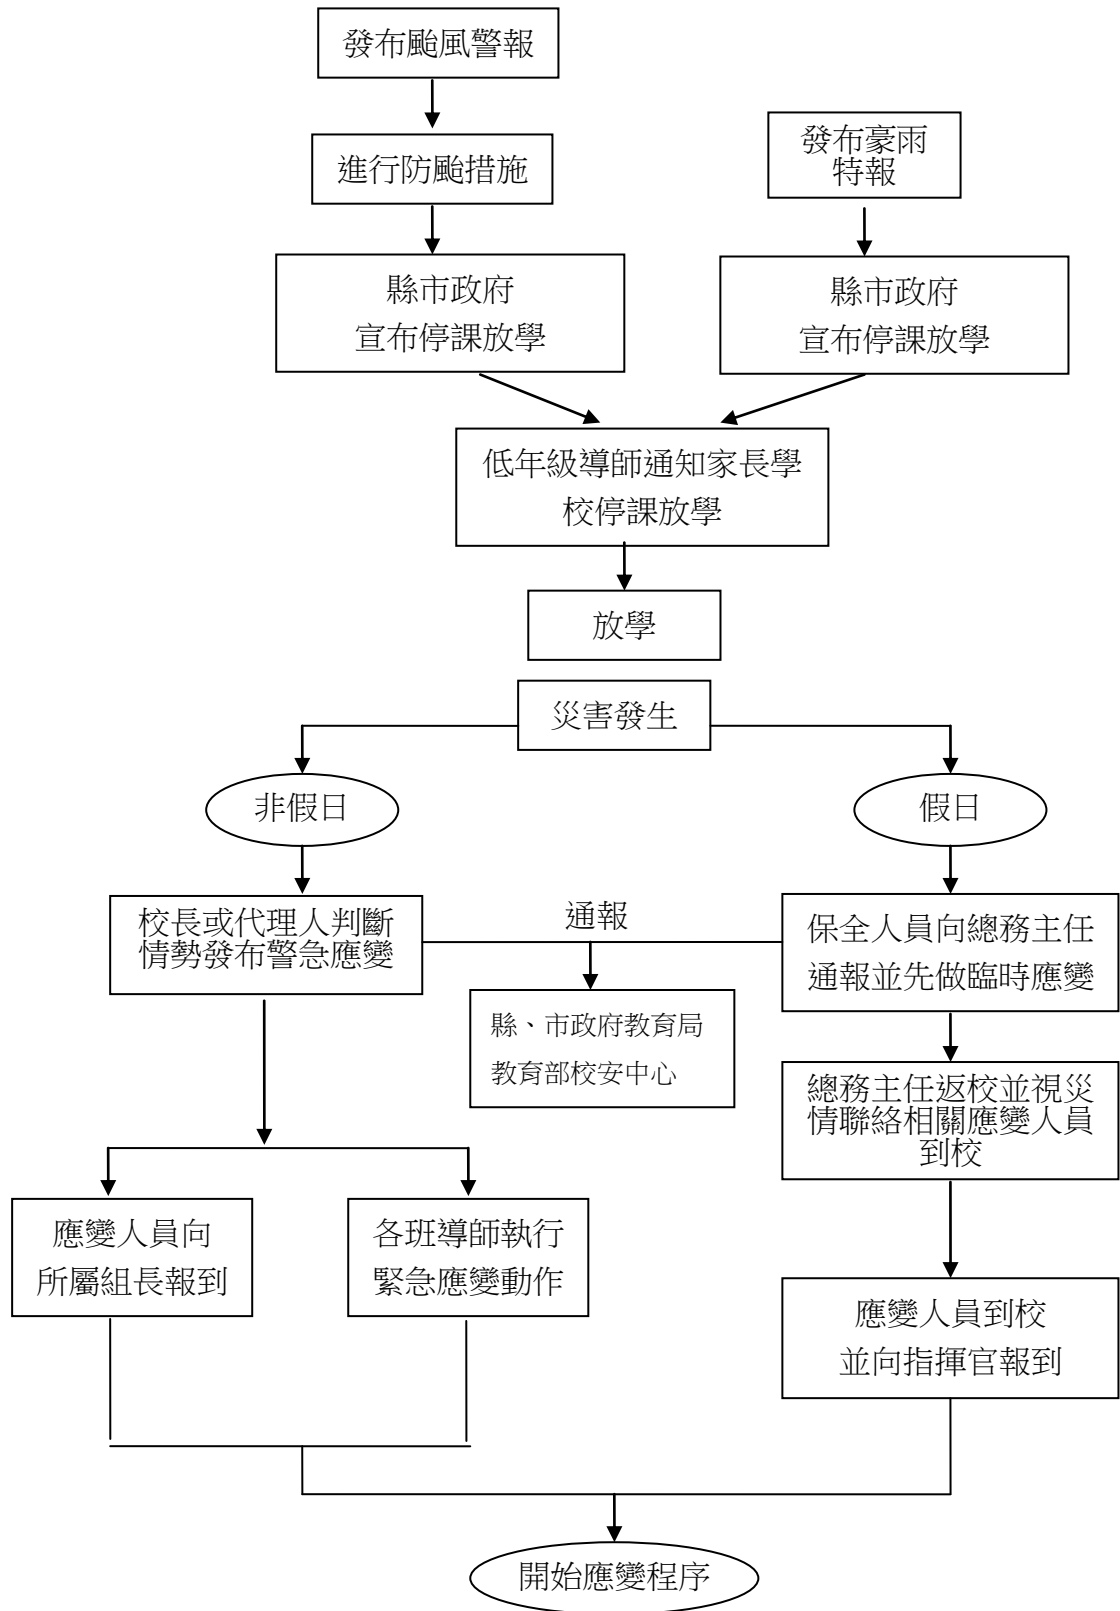 發布颱風警報
進行防颱措施
發布豪雨
特報
縣市政府
宣布停課放學
縣市政府
宣布停課放學
低年級導師通知家長學
校停課放學
放學
災害發生
非假日
假日
校長或代理人判斷
情勢發布警急應變
通報
保全人員向總務主任
通報並先做臨時應變
縣、市政府教育局
教育部校安中心
總務主任返校並視災
情聯絡相關應變人員
到校
應變人員向
所屬組長報到
各班導師執行
緊急應變動作
應變人員到校
並向指揮官報到
開始應變程序